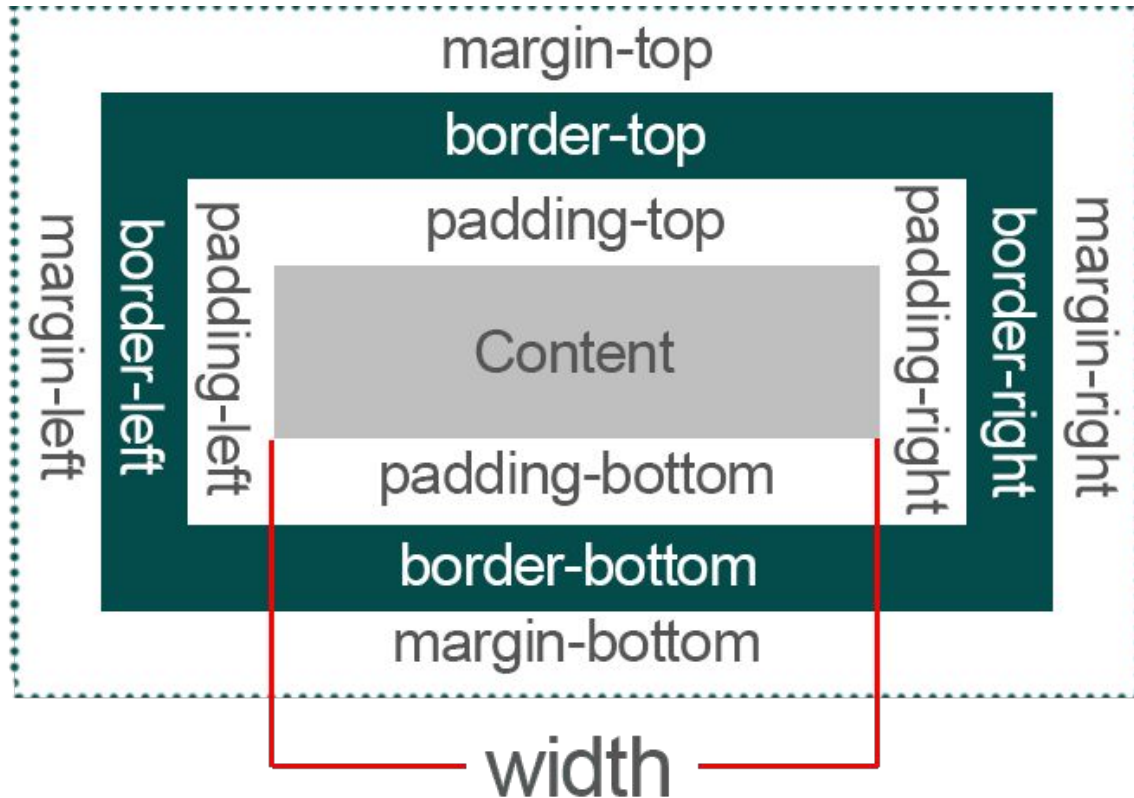 margin-top
border-top
padding-top
margin-left
border-left
padding-left
Content
padding-right
border-right
margin-right
padding-bottom
border-bottom
margin-bottom
width